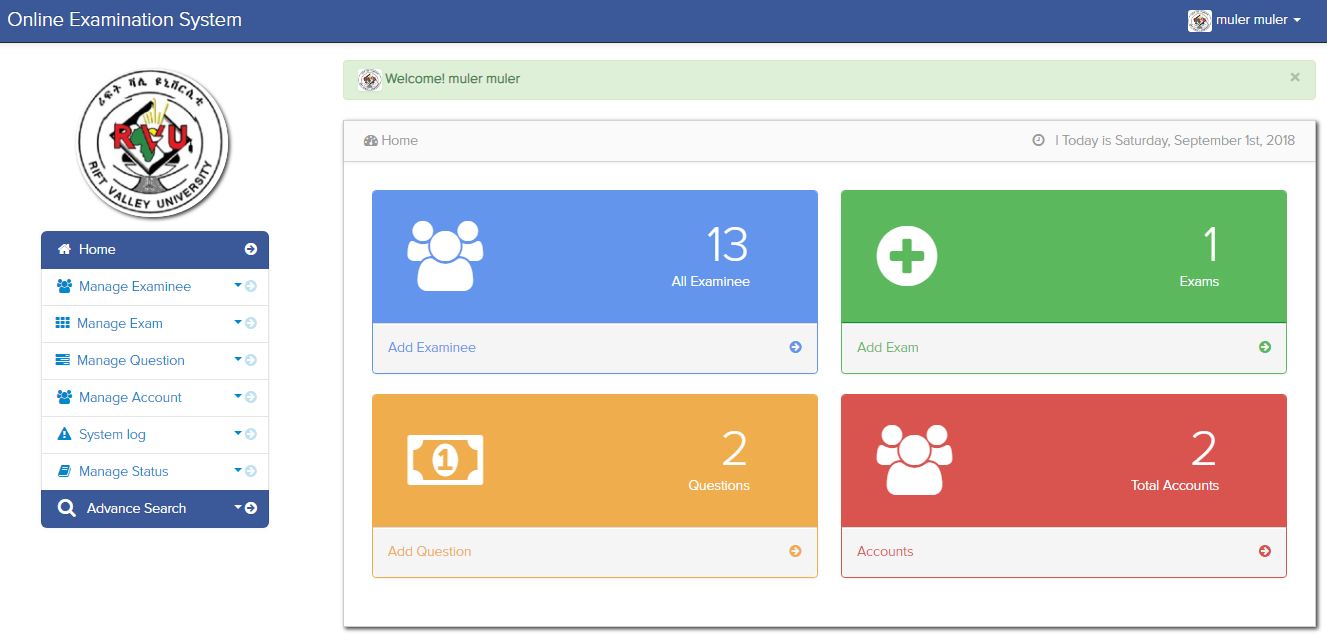 Online Examination System
muler muler
ሪፍት ቫሊ ዩኒቨርሲቲ
RVU
RIFT VALLEY UNIVERSITY
Welcome! muler muler
×
Home
| Today is Saturday, September 1st, 2018
Home
Manage Examinee
Manage Exam
Manage Question
Manage Account
System log
Manage Status
Advance Search
13
All Examinee
Add Examinee
1
Exams
Add Exam
1
2
Questions
Add Question
2
Total Accounts
Accounts